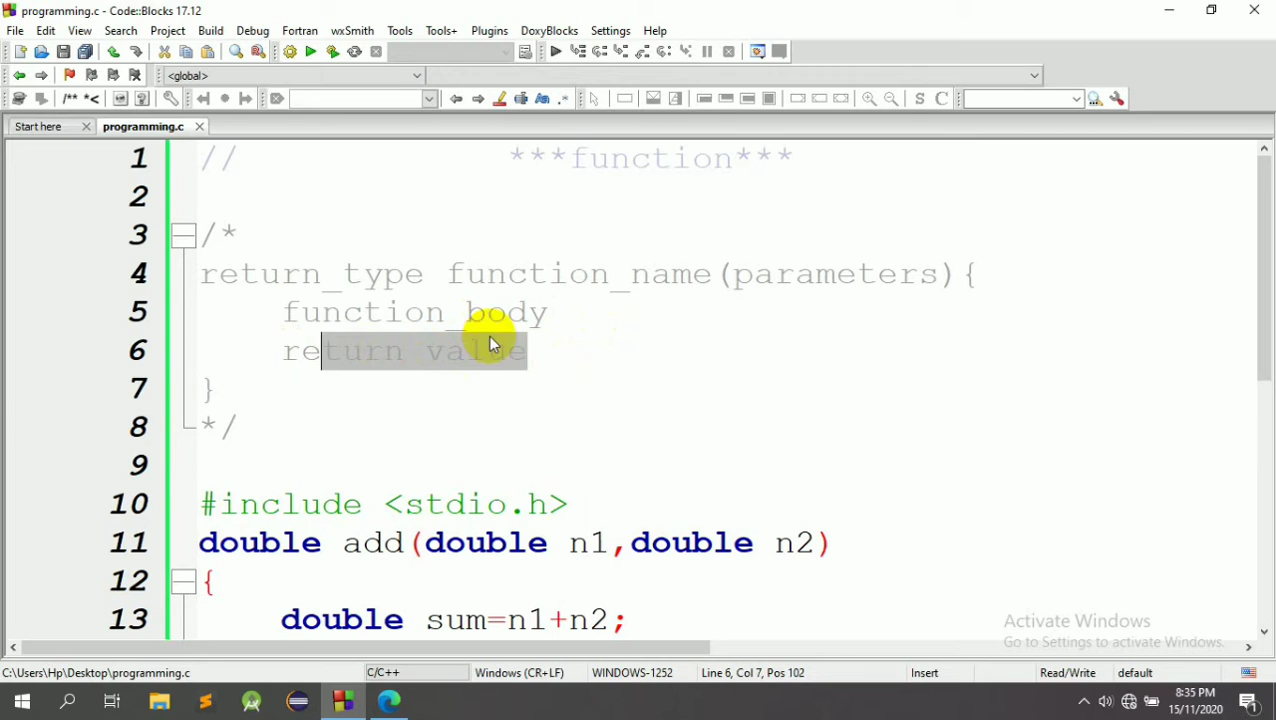 programming.c - Code::Blocks 17.12
File Edit View Search Project Build Debug Fortran wxSmith Tools Tools+ Plugins DoxyBlocks Settings Help
<global>
/** *<
S C
Start here programming.c
1 // ***function***
2
3 /*
4 return_type function_name(parameters){
5 function_body
6 return value
7 }
8 */
9
10 #include <stdio.h>
11 double add(double n1,double n2)
12 {
13 double sum=n1+n2;
Activate Windows
Go to Settings to activate Windows.
C:\Users\Hp\Desktop\programming.c C/C++ Windows (CR+LF) WINDOWS-1252 Line 6, Col 7, Pos 102 Insert Read/Write default
8:35 PM
15/11/2020
1